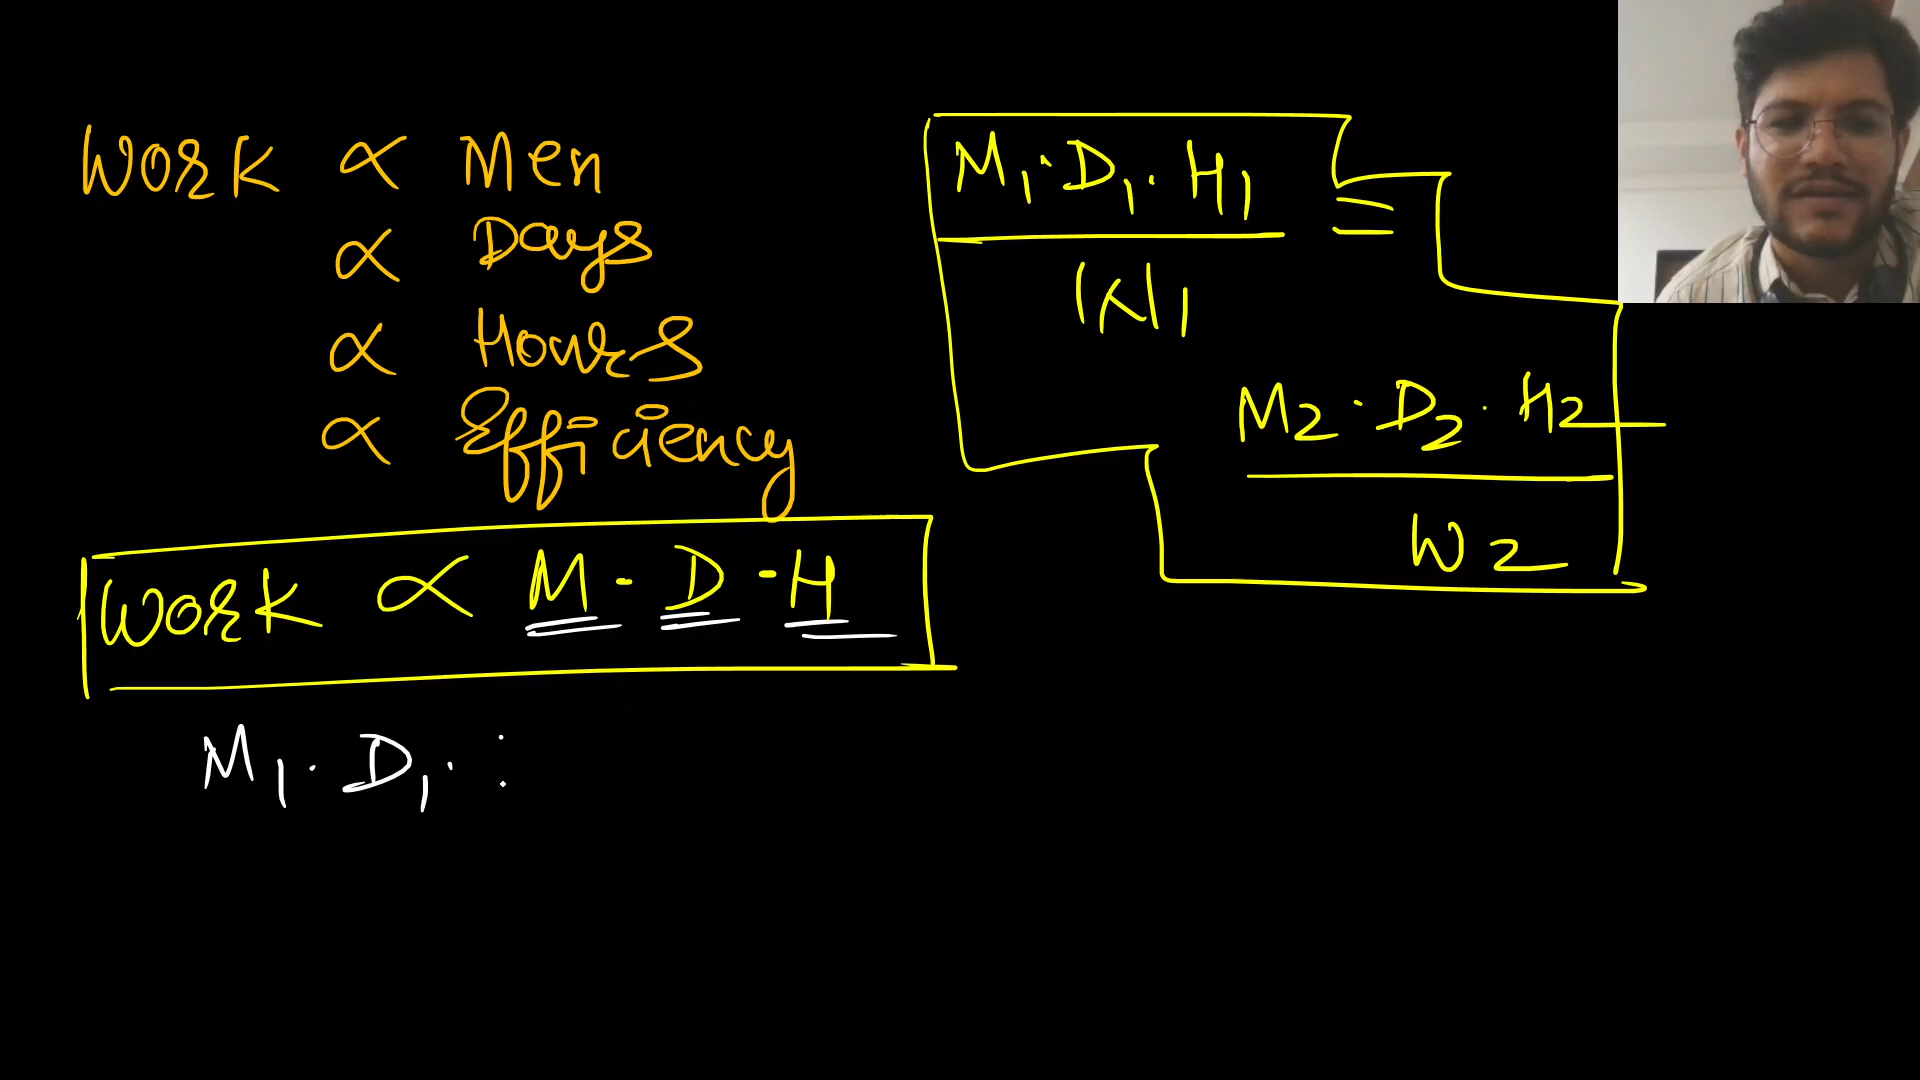 Work ∝ Men
∝ Days
∝ Hours
∝ Efficiency
Work ∝ M · D · H
M1 · D1 ·
M1 · D1 · H1 =
W1
M2 · D2 · H2
W2